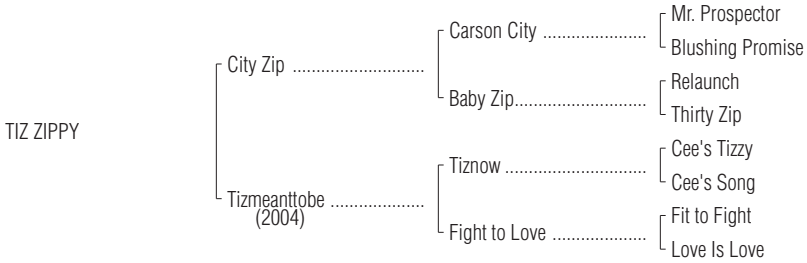 Mr. Prospector
Carson City ......................
Blushing Promise
City Zip ............................
Relaunch
Baby Zip............................
Thirty Zip
TIZ ZIPPY
Cee's Tizzy
Tiznow ..............................
Cee's Song
Tizmeanttobe ....................
(2004)
Fit to Fight
Fight to Love ....................
Love Is Love